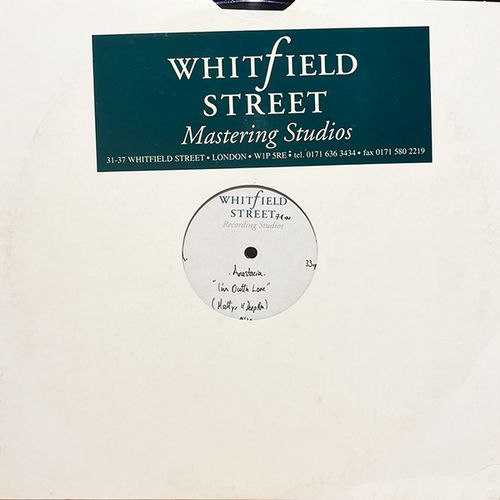 WHITFIELD
STREET
Mastering Studios
31-37 WHITFIELD STREET • LONDON • W1P 5RE • tel. 0171 636 3434 • fax 0171 580 2219
WHITFIELD
STREET
Recording Studios
33
. Anastacia .
"I'm Outta Love"